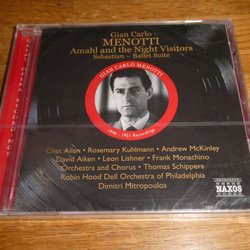 Gian Carlo
MENOTTI
Amahl and the Night Visitors
Sebastian – Ballet Suite
GIAN CARLO MENOTTI
1946 - 1951 Recordings
Chet Allen • Rosemary Kuhlmann • Andrew McKinley
David Aiken • Leon Lishner • Frank Monachino
Orchestra and Chorus • Thomas Schippers
Robin Hood Dell Orchestra of Philadelphia
Dimitri Mitropoulos
NAXOS